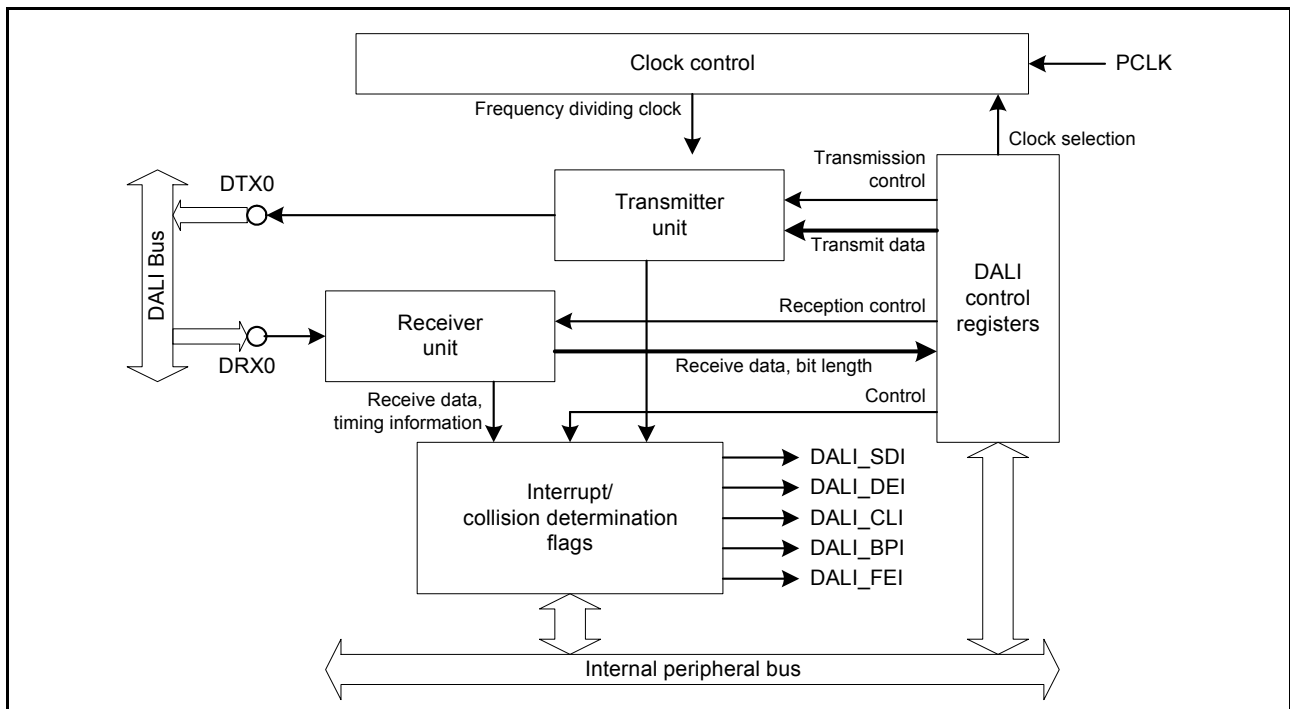 Clock control
PCLK
Frequency dividing clock
Clock selection
Transmission
control
DTX0
Transmitter
unit
Transmit data
DALI Bus
DALI
control
registers
Reception control
Receiver
unit
DRX0
Receive data, bit length
Receive data,
timing information
Control
Interrupt/
collision determination
flags
DALI_SDI
DALI_DEI
DALI_CLI
DALI_BPI
DALI_FEI
Internal peripheral bus